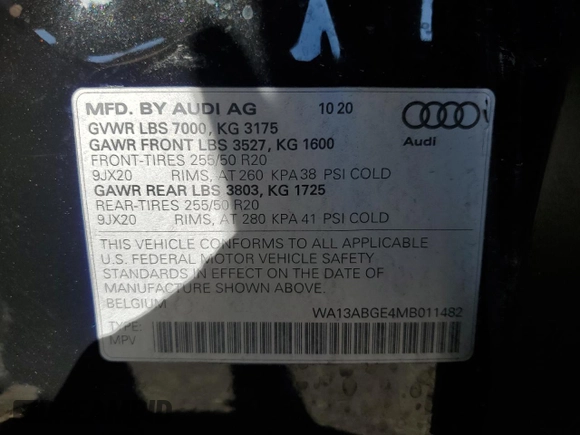 MFD. BY AUDI AG 10 20
GVWR LBS 7000, KG 3175
GAWR FRONT LBS 3527, KG 1600
Audi
FRONT-TIRES 255/50 R20
9JX20 RIMS, AT 260 KPA 38 PSI COLD
GAWR REAR LBS 3803, KG 1725
REAR-TIRES 255/50 R20
9JX20 RIMS, AT 280 KPA 41 PSI COLD
THIS VEHICLE CONFORMS TO ALL APPLICABLE
U.S. FEDERAL MOTOR VEHICLE SAFETY
STANDARDS IN EFFECT ON THE DATE OF
MANUFACTURE SHOWN ABOVE.
BELGIUM WA13ABGE4MB011482
TYPE:
MPV